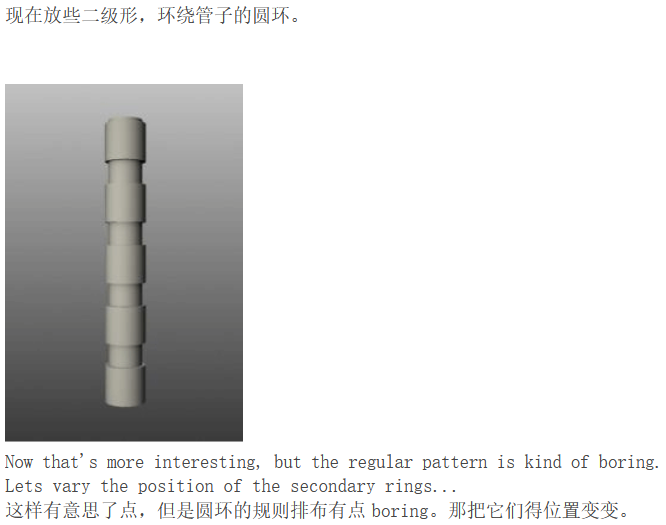 现在放些二级形，环绕管子的圆环。
Now that's more interesting, but the regular pattern is kind of boring.
Lets vary the position of the secondary rings...
这样有意思了点，但是圆环的规则排布有点 boring。那把它们得位置变变。